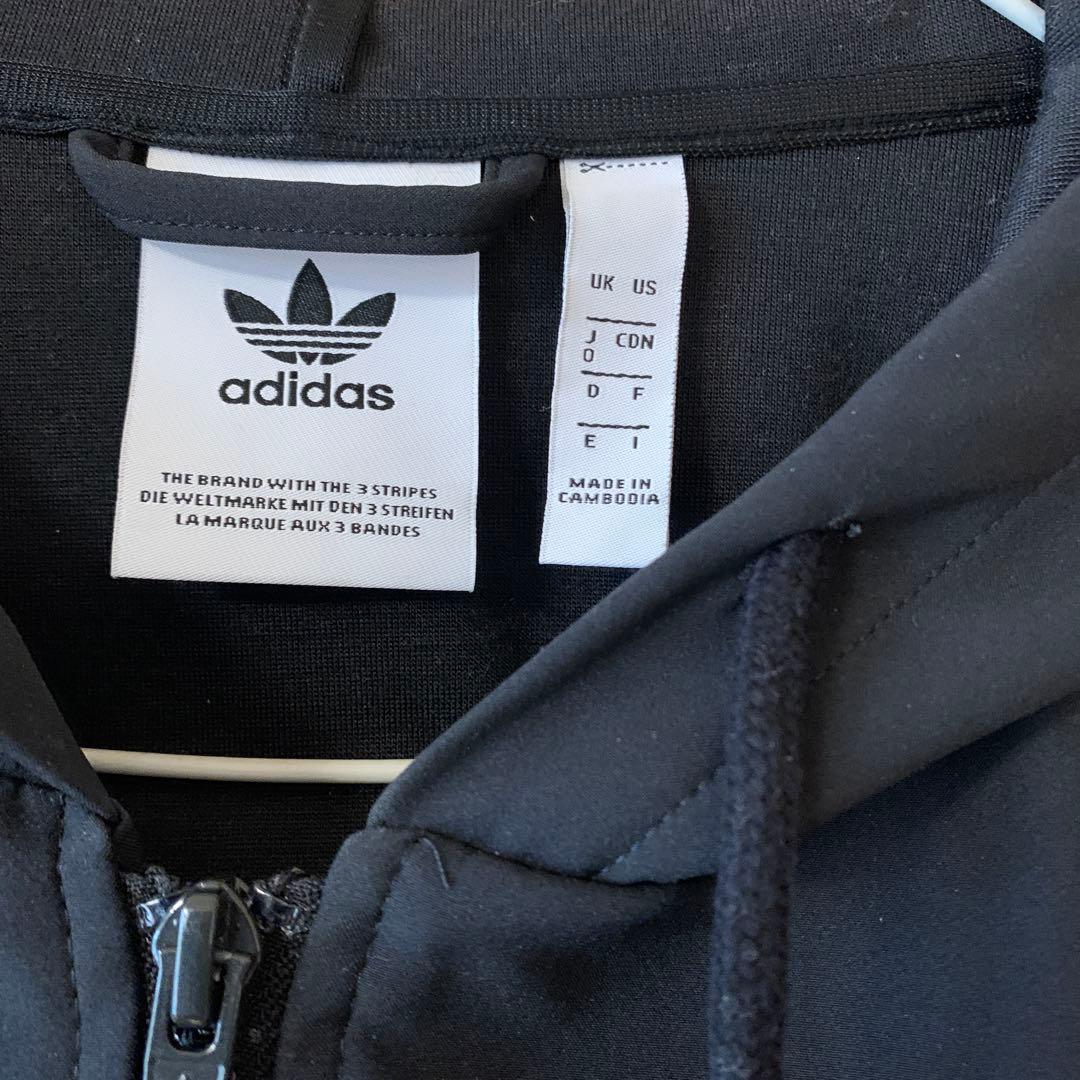 adidas
THE BRAND WITH THE 3 STRIPES
DIE WELTMARKE MIT DEN 3 STREIFEN
LA MARQUE AUX 3 BANDES
UK US
J CDN
O
D F
E I
MADE IN
CAMBODIA